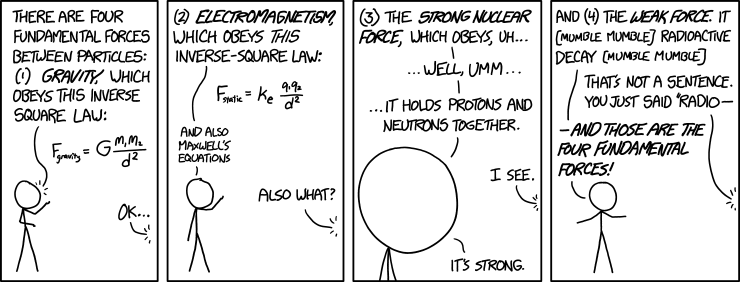 THERE ARE FOUR
FUNDAMENTAL FORCES
BETWEEN PARTICLES:
(1) GRAVITY, WHICH
OBEYS THIS INVERSE
SQUARE LAW:
F_gravity = G m₁m₂/d²
OK...
(2) ELECTROMAGNETISM,
WHICH OBEYS THIS
INVERSE-SQUARE LAW:
F_static = kₑ q₁q₂/d²
AND ALSO
MAXWELL'S
EQUATIONS
ALSO WHAT?
(3) THE STRONG NUCLEAR
FORCE, WHICH OBEYS, UH...
...WELL, UMM...
...IT HOLDS PROTONS AND
NEUTRONS TOGETHER.
I SEE.
IT'S STRONG.
AND (4) THE WEAK FORCE. IT
[MUMBLE MUMBLE] RADIOACTIVE
DECAY [MUMBLE MUMBLE]
THAT'S NOT A SENTENCE.
YOU JUST SAID "RADIO—
—AND THOSE ARE THE
FOUR FUNDAMENTAL
FORCES!